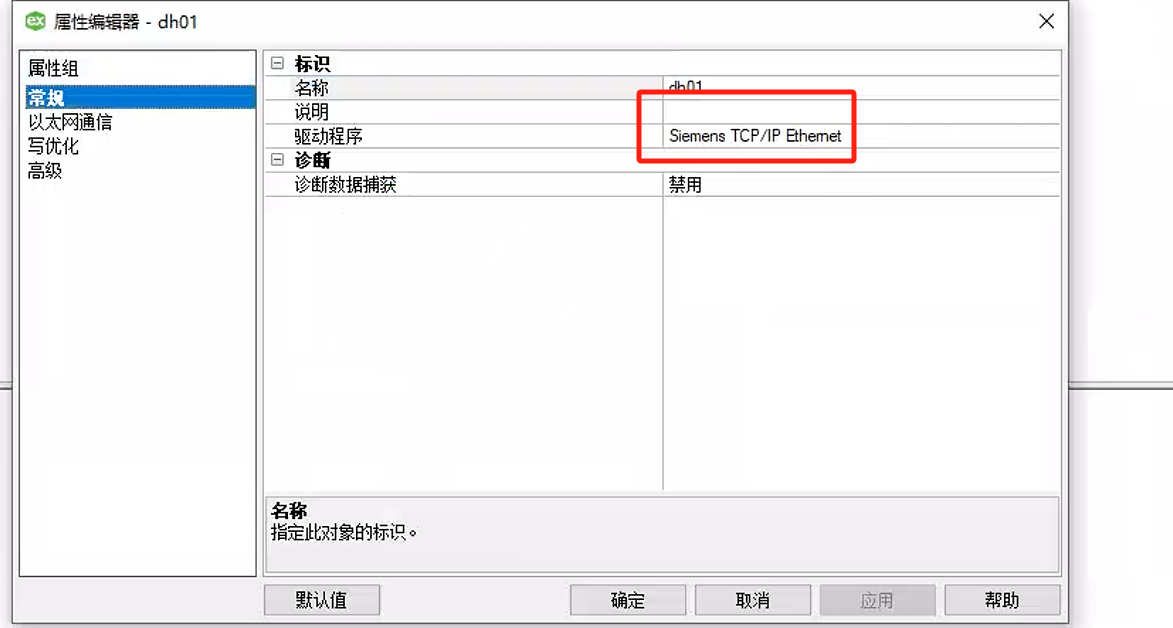 属性编辑器 - dh01
属性组
常规
以太网通信
写优化
高级
标识
名称 dh01
说明
驱动程序 Siemens TCP/IP Ethernet
诊断
诊断数据捕获 禁用
名称
指定此对象的标识。
默认值 确定 取消 应用 帮助